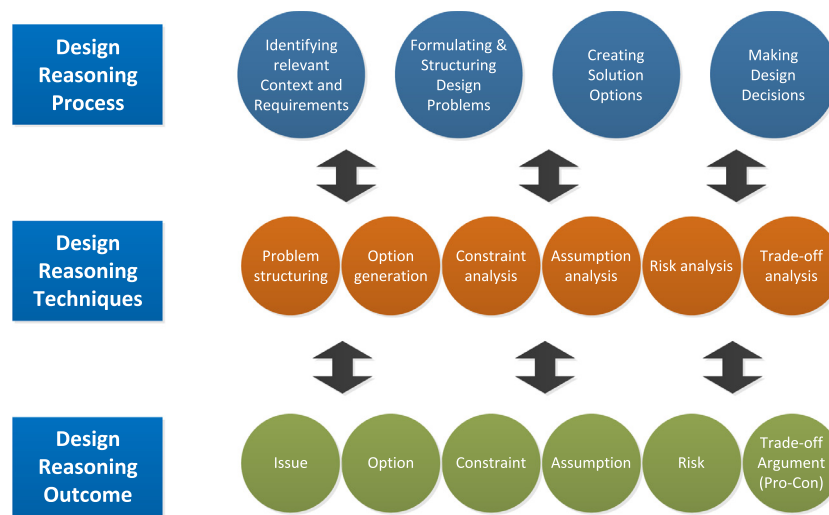 Design
Reasoning
Process
Identifying
relevant
Context and
Requirements
Formulating &
Structuring
Design
Problems
Creating
Solution
Options
Making
Design
Decisions
Design
Reasoning
Techniques
Problem
structuring
Option
generation
Constraint
analysis
Assumption
analysis
Risk analysis
Trade-off
analysis
Design
Reasoning
Outcome
Issue
Option
Constraint
Assumption
Risk
Trade-off
Argument
(Pro-Con)